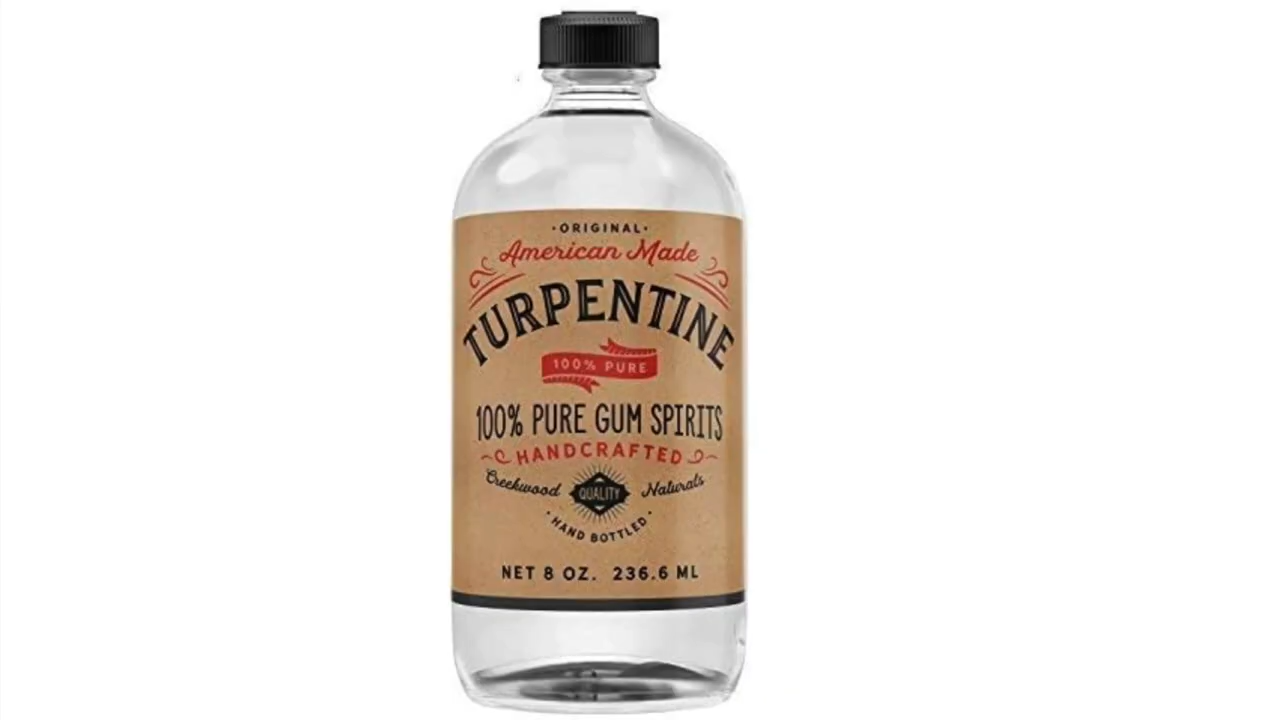 ·ORIGINAL·
American Made
TURPENTINE
100% PURE
100% PURE GUM SPIRITS
HANDCRAFTED
Creekwood QUALITY Naturals
· HAND BOTTLED ·
NET 8 OZ. 236.6 ML